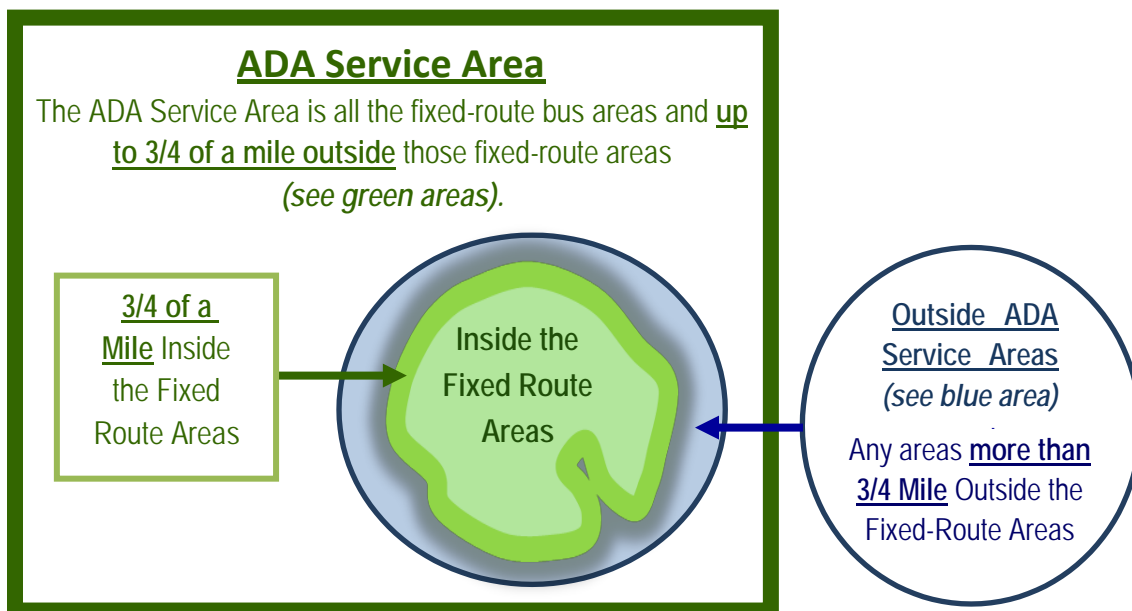 ADA Service Area
The ADA Service Area is all the fixed-route bus areas and up
to 3/4 of a mile outside those fixed-route areas
(see green areas).
3/4 of a
Mile Inside
the Fixed
Route Areas
Inside the
Fixed Route
Areas
Outside ADA
Service Areas
(see blue area)
.
Any areas more than
3/4 Mile Outside the
Fixed-Route Areas